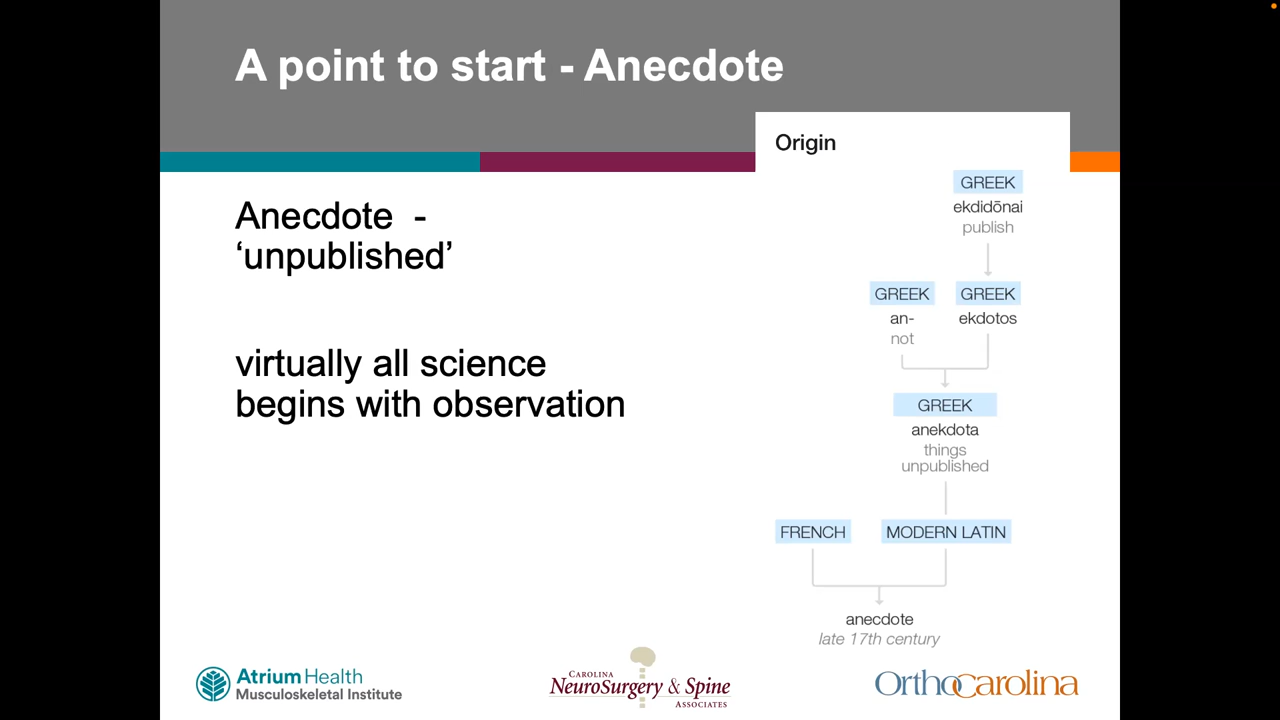 A point to start - Anecdote
Origin
Anecdote -
‘unpublished’
virtually all science
begins with observation
GREEK
ekdidōnai
publish
GREEK GREEK
an- ekdotos
not
GREEK
anekdota
things
unpublished
FRENCH MODERN LATIN
anecdote
late 17th century
Atrium Health
Musculoskeletal Institute
CAROLINA
NEUROSURGERY & SPINE
ASSOCIATES
OrthoCarolina